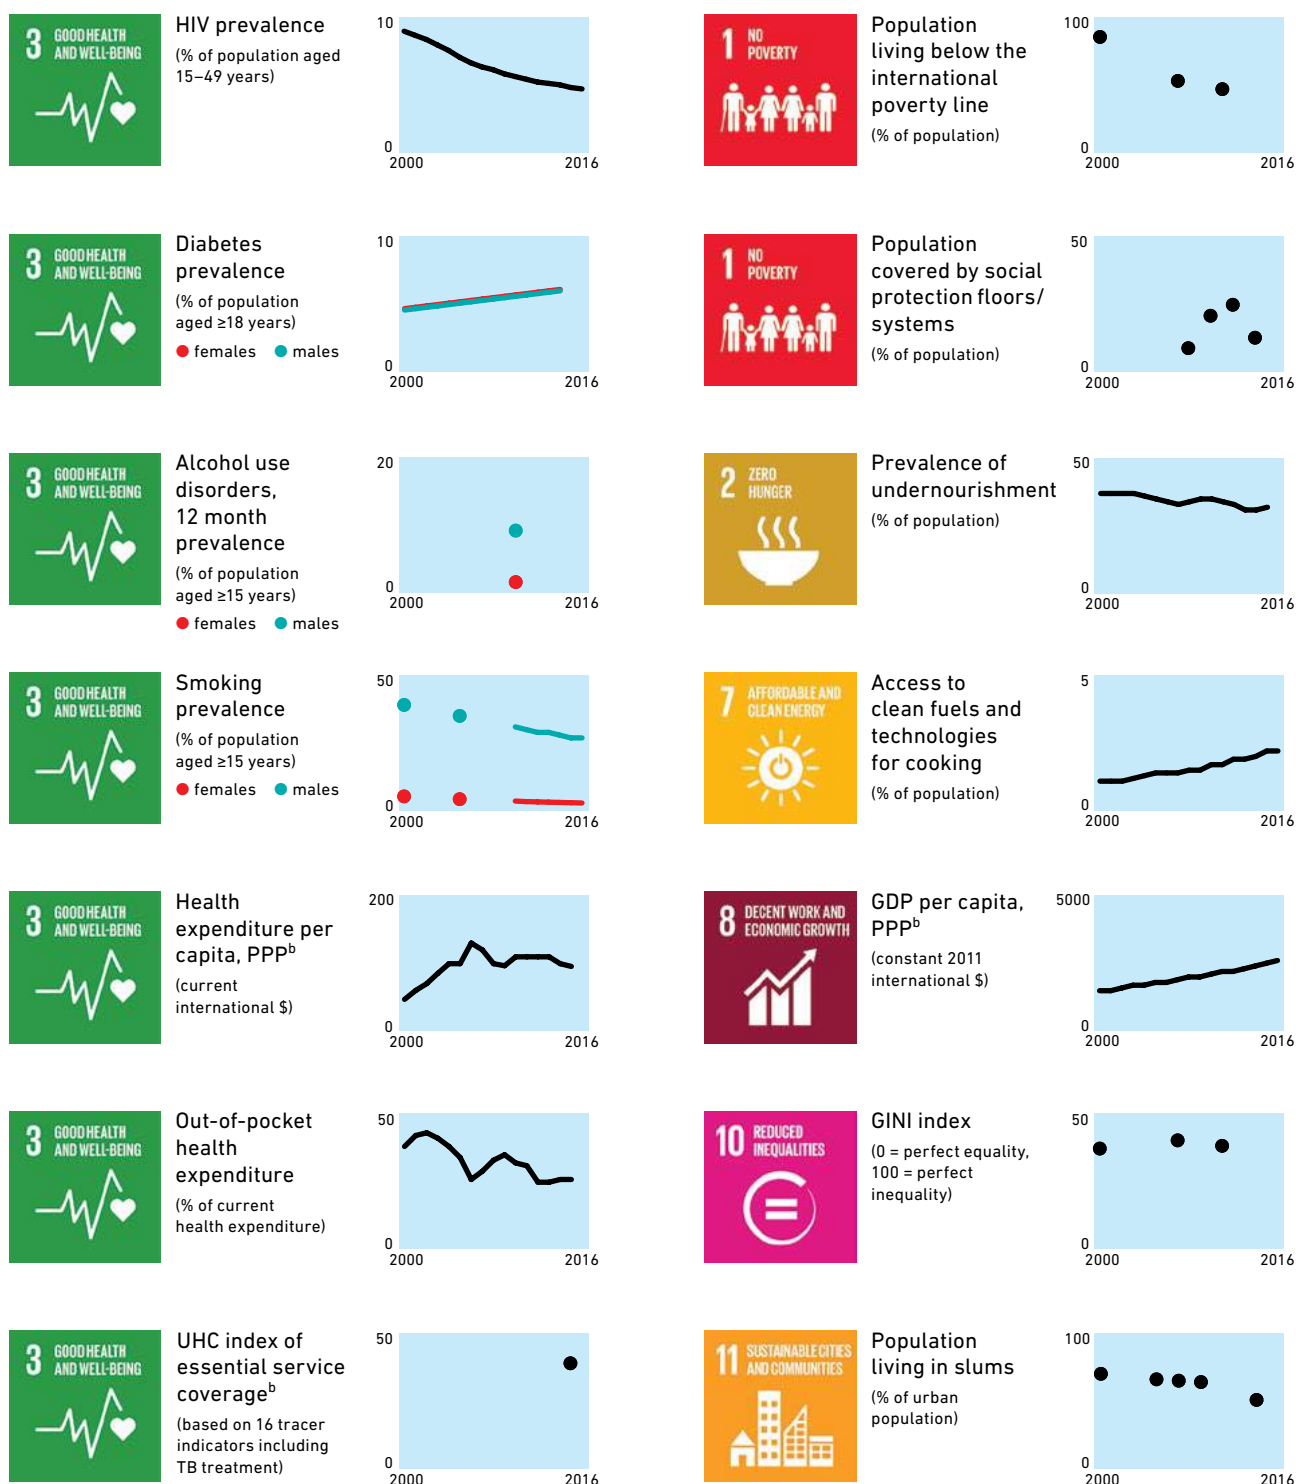 3 GOOD HEALTH
AND WELL-BEING
HIV prevalence
(% of population aged
15–49 years)
10
0
2000 2016
3 GOOD HEALTH
AND WELL-BEING
Diabetes
prevalence
(% of population
aged ≥18 years)
females males
10
0
2000 2016
3 GOOD HEALTH
AND WELL-BEING
Alcohol use
disorders,
12 month
prevalence
(% of population
aged ≥15 years)
females males
20
0
2000 2016
3 GOOD HEALTH
AND WELL-BEING
Smoking
prevalence
(% of population
aged ≥15 years)
females males
50
0
2000 2016
3 GOOD HEALTH
AND WELL-BEING
Health
expenditure per
capita, PPPb
(current
international $)
200
0
2000 2016
3 GOOD HEALTH
AND WELL-BEING
Out-of-pocket
health
expenditure
(% of current
health expenditure)
50
0
2000 2016
3 GOOD HEALTH
AND WELL-BEING
UHC index of
essential service
coverageb
(based on 16 tracer
indicators including
TB treatment)
50
0
2000 2016
1 NO
POVERTY
Population
living below the
international
poverty line
(% of population)
100
0
2000 2016
1 NO
POVERTY
Population
covered by social
protection floors/
systems
(% of population)
50
0
2000 2016
2 ZERO
HUNGER
Prevalence of
undernourishment
(% of population)
50
0
2000 2016
7 AFFORDABLE AND
CLEAN ENERGY
Access to
clean fuels and
technologies
for cooking
(% of population)
5
0
2000 2016
8 DECENT WORK AND
ECONOMIC GROWTH
GDP per capita,
PPPb
(constant 2011
international $)
5000
0
2000 2016
10 REDUCED
INEQUALITIES
GINI index
(0 = perfect equality,
100 = perfect
inequality)
50
0
2000 2016
11 SUSTAINABLE CITIES
AND COMMUNITIES
Population
living in slums
(% of urban
population)
100
0
2000 2016